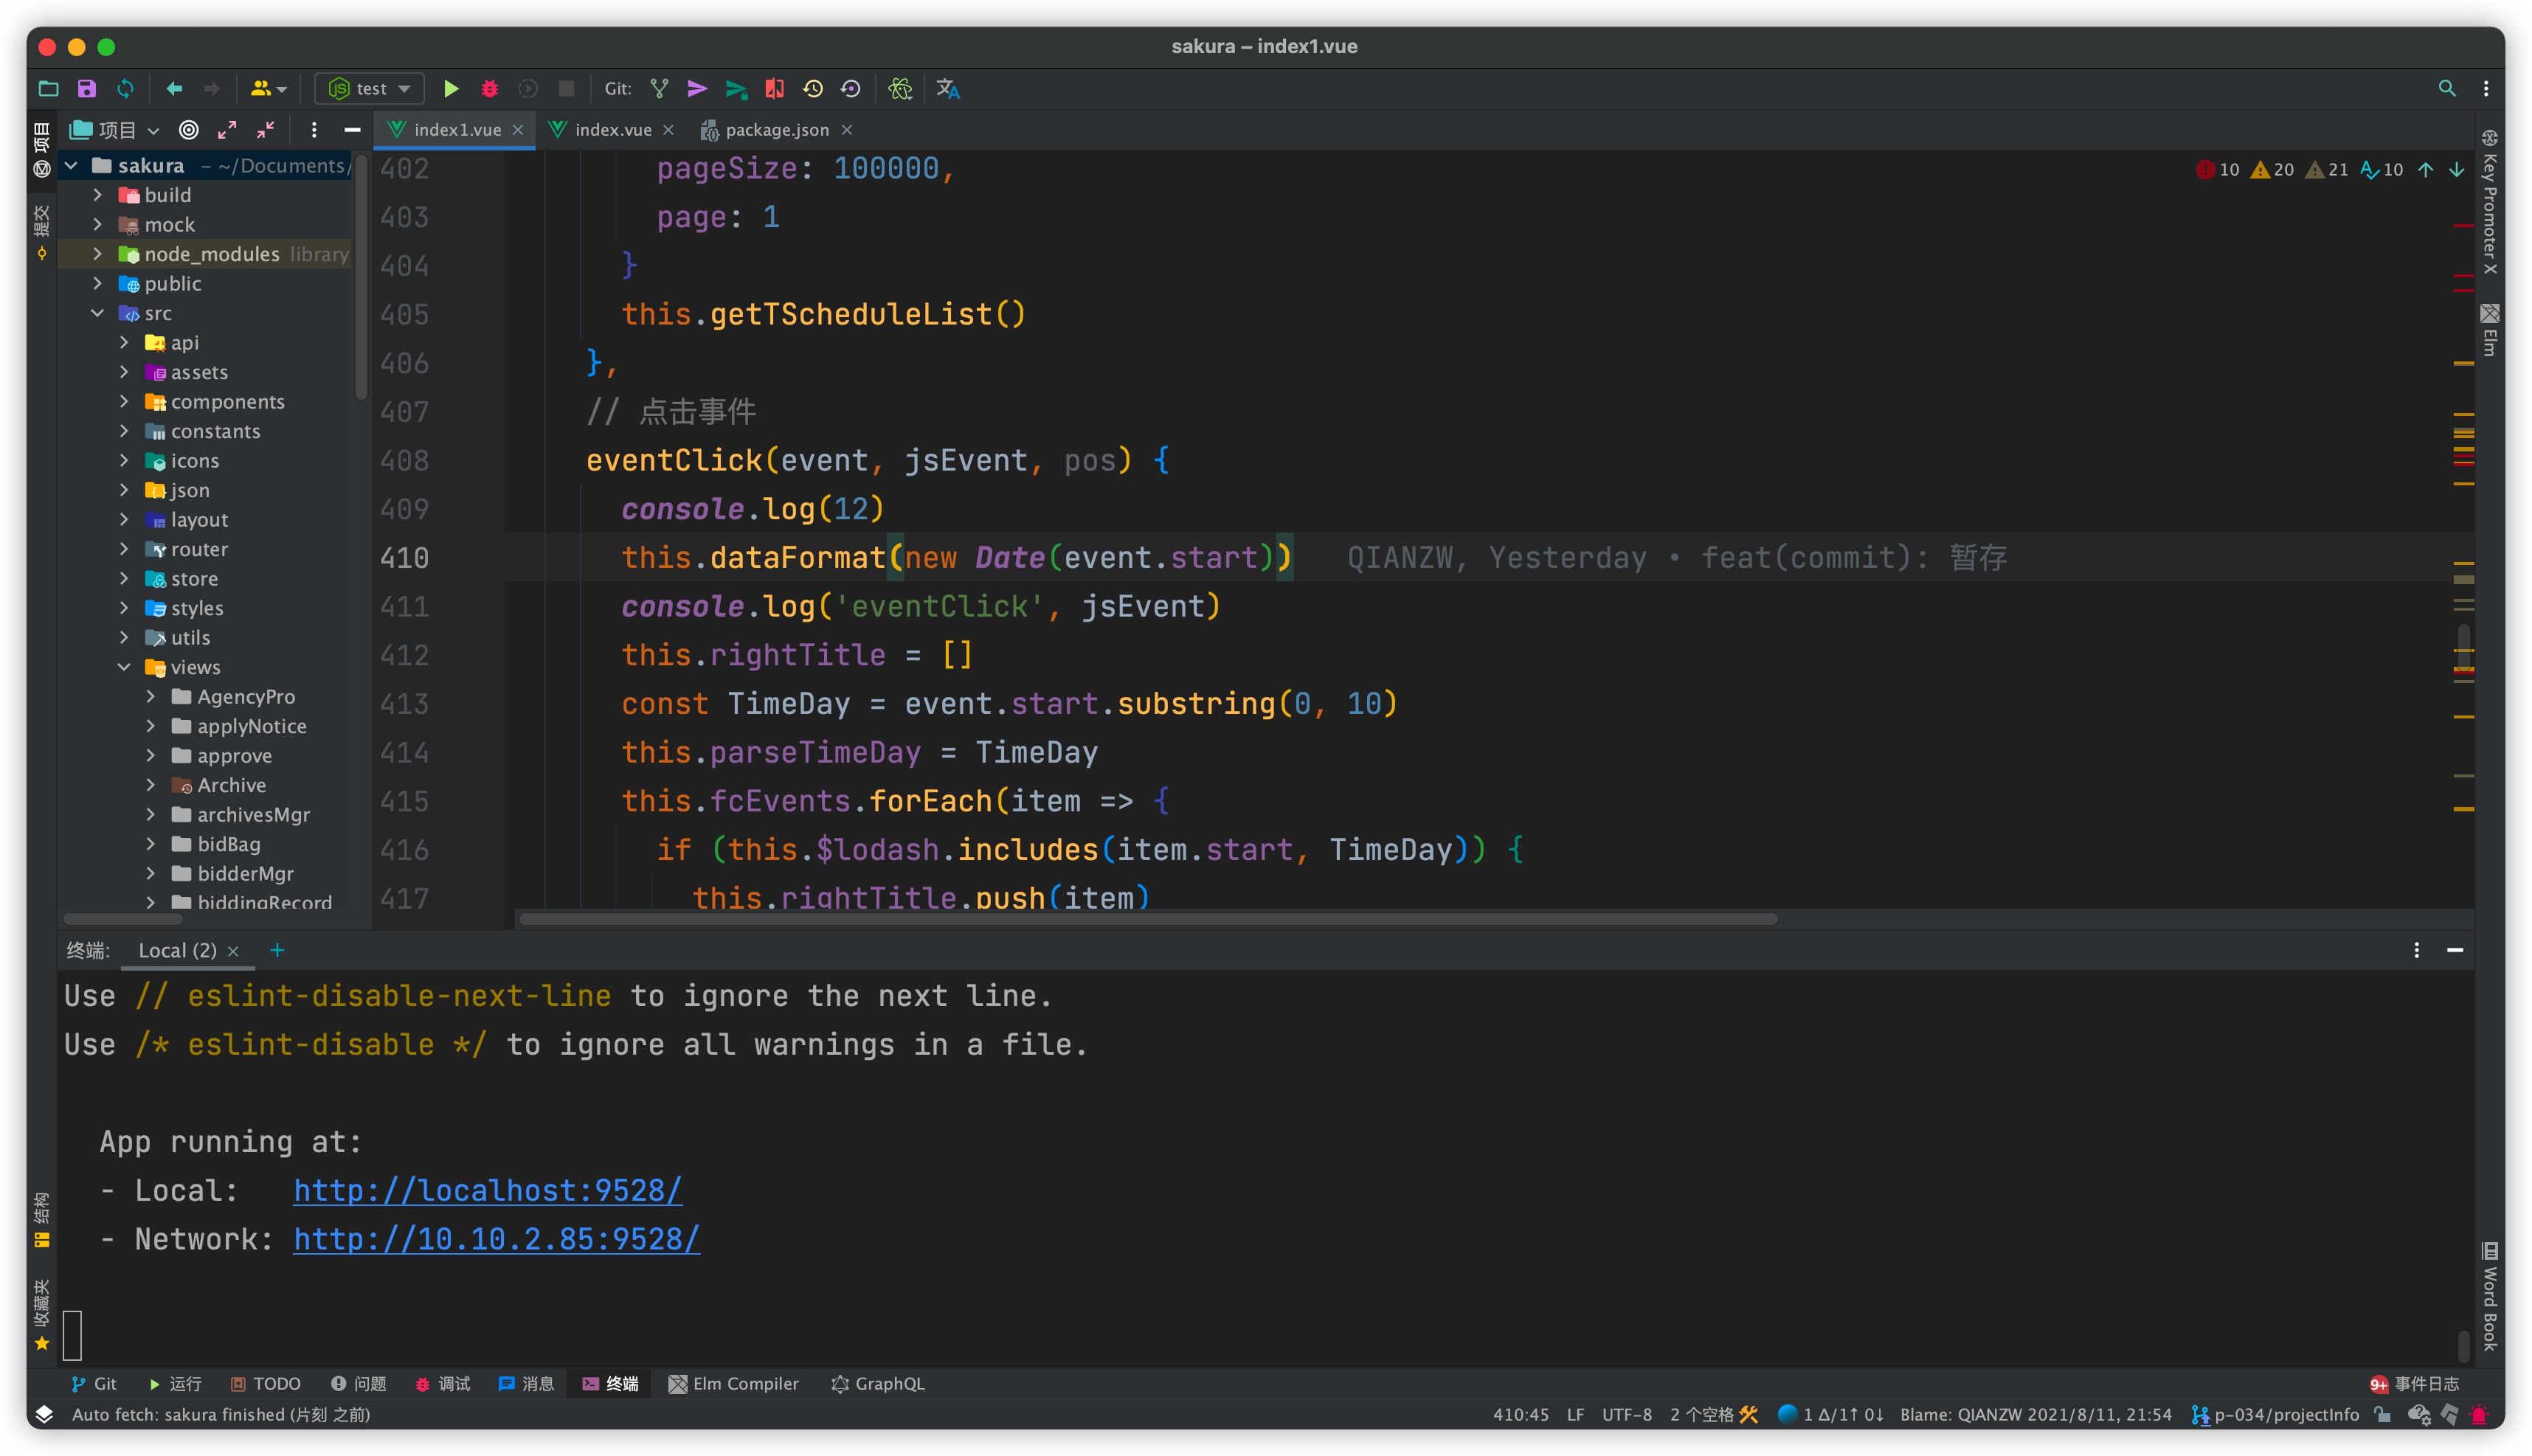 sakura – index1.vue
test
Git:
项目
index1.vue
index.vue
package.json
项目
提交
sakura – ~/Documents/
build
mock
node_modules library
public
src
api
assets
components
constants
icons
json
layout
router
store
styles
utils
views
AgencyPro
applyNotice
approve
Archive
archivesMgr
bidBag
bidderMgr
biddingRecord
10 20 21 10
402 pageSize: 100000,
403 page: 1
404 }
405 this.getTScheduleList()
406 },
407 // 点击事件
408 eventClick(event, jsEvent, pos) {
409 console.log(12)
410 this.dataFormat(new Date(event.start)) QIANZW, Yesterday • feat(commit): 暂存
411 console.log('eventClick', jsEvent)
412 this.rightTitle = []
413 const TimeDay = event.start.substring(0, 10)
414 this.parseTimeDay = TimeDay
415 this.fcEvents.forEach(item => {
416 if (this.$lodash.includes(item.start, TimeDay)) {
417 this.rightTitle.push(item)
Key Promoter X
Elm
终端: Local (2)
Use // eslint-disable-next-line to ignore the next line.
Use /* eslint-disable */ to ignore all warnings in a file.
App running at:
- Local: http://localhost:9528/
- Network: http://10.10.2.85:9528/
结构
收藏夹
Word Book
Git 运行 TODO 问题 调试 消息 终端 Elm Compiler GraphQL 9+ 事件日志
Auto fetch: sakura finished (片刻 之前) 410:45 LF UTF-8 2 个空格 1 Δ/1↑ 0↓ Blame: QIANZW 2021/8/11, 21:54 p-034/projectInfo